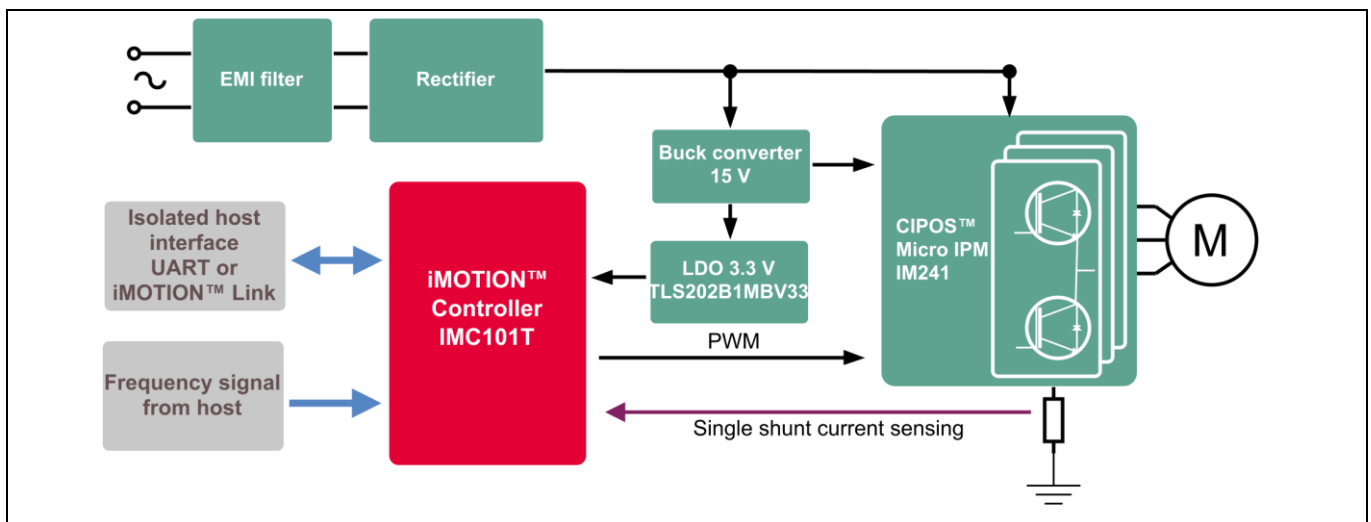 EMI filter
Rectifier
Buck converter
15 V
CIPOS™
Micro IPM
IM241
M
Isolated host
interface
UART or
iMOTION™ Link
iMOTION™
Controller
IMC101T
LDO 3.3 V
TLS202B1MBV33
PWM
Frequency signal
from host
Single shunt current sensing